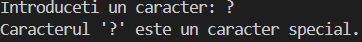 Introduceti un caracter: ?
Caracterul '?' este un caracter special.